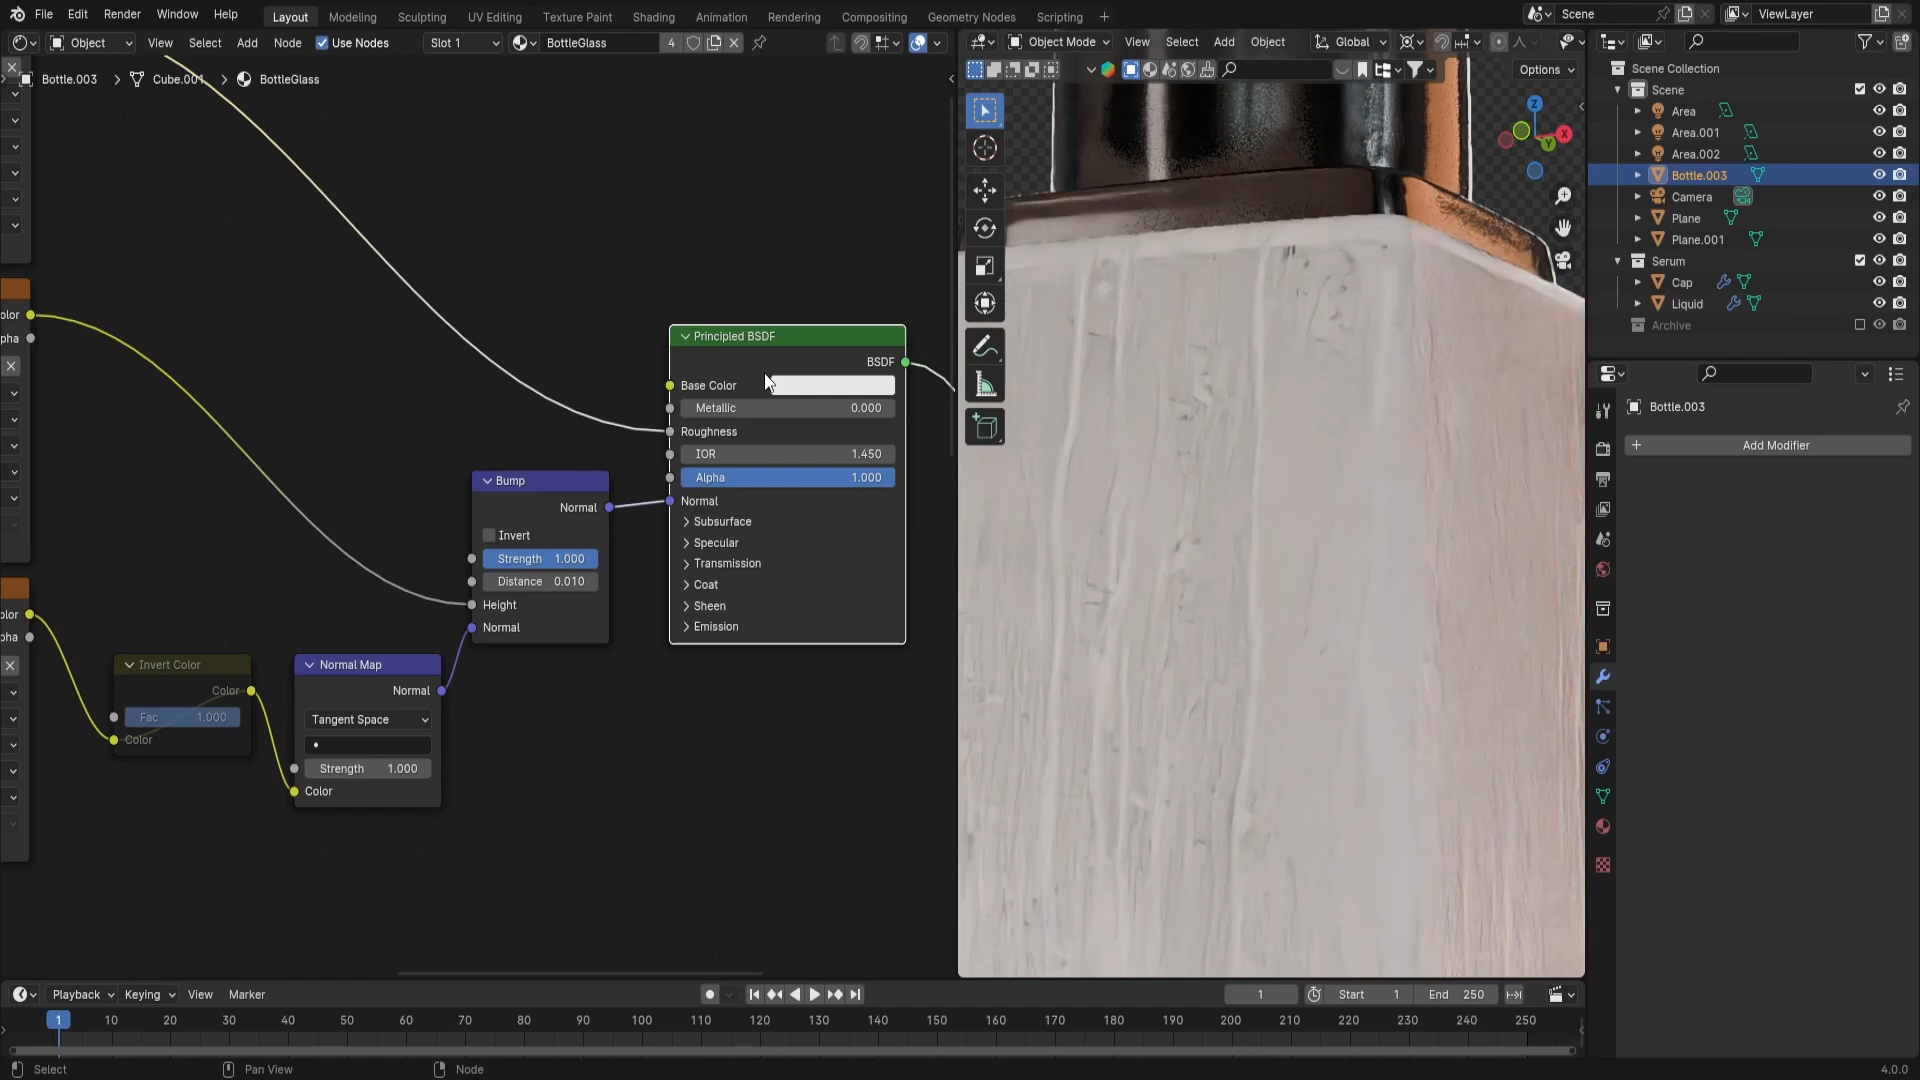 File Edit Render Window Help Layout Modeling Sculpting UV Editing Texture Paint Shading Animation Rendering Compositing Geometry Nodes Scripting + Scene ViewLayer
Object View Select Add Node Use Nodes Slot 1 BottleGlass 4 Object Mode View Select Add Object Global
Bottle.003 > Cube.001 > BottleGlass
Options
Scene Collection
Scene
Area
Area.001
Area.002
Bottle.003
Camera
Plane
Plane.001
Serum
Cap
Liquid
Archive
Bottle.003
Add Modifier
olor
pha
olor
pha
Principled BSDF
BSDF
Base Color
Metallic 0.000
Roughness
IOR 1.450
Alpha 1.000
Normal
Subsurface
Specular
Transmission
Coat
Sheen
Emission
Bump
Normal
Invert
Strength 1.000
Distance 0.010
Height
Normal
Invert Color
Color
Fac 1.000
Color
Normal Map
Normal
Tangent Space
Strength 1.000
Color
Z
X
Y
Playback Keying View Marker 1 Start 1 End 250
1 10 20 30 40 50 60 70 80 90 100 110 120 130 140 150 160 170 180 190 200 210 220 230 240 250
Select Pan View Node 4.0.0